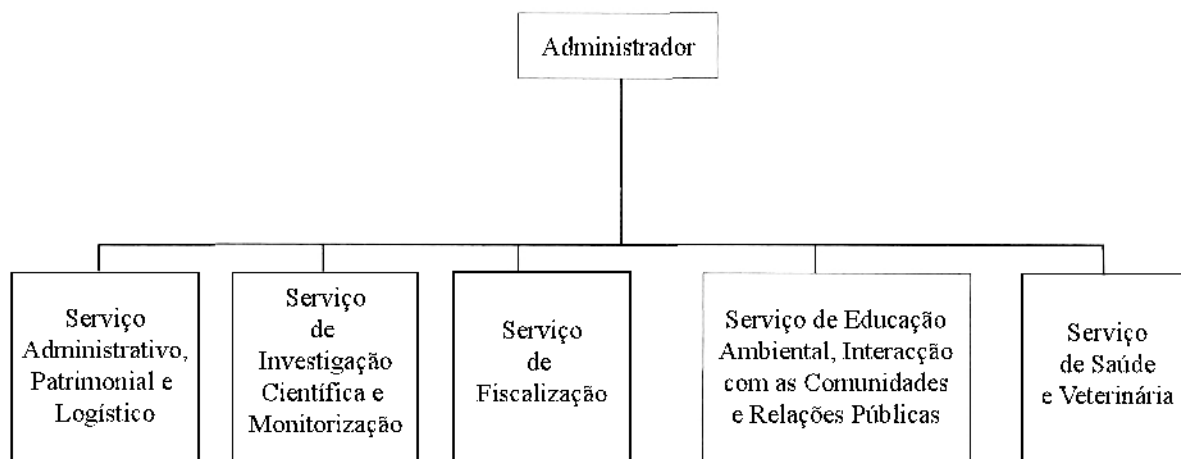 Administrador
Serviço
Administrativo,
Patrimonial e
Logístico
Serviço
de
Investigação
Científica e
Monitorização
Serviço
de
Fiscalização
Serviço de Educação
Ambiental, Interacção
com as Comunidades
e Relações Públicas
Serviço
de Saúde
e Veterinária